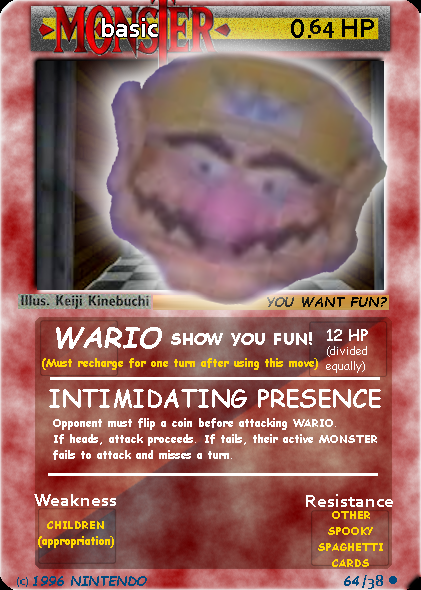 MONSTER
basic
0.64 HP
Illus. Keiji Kinebuchi
YOU WANT FUN?
WARIO SHOW YOU FUN! 12 HP
(Must recharge for one turn after using this move) (divided
equally)
INTIMIDATING PRESENCE
Opponent must flip a coin before attacking WARIO.
If heads, attack proceeds. If tails, their active MONSTER
fails to attack and misses a turn.
Weakness
CHILDREN
(appropriation)
Resistance
OTHER
SPOOKY
SPAGHETTI
CARDS
(c) 1996 NINTENDO
64/38